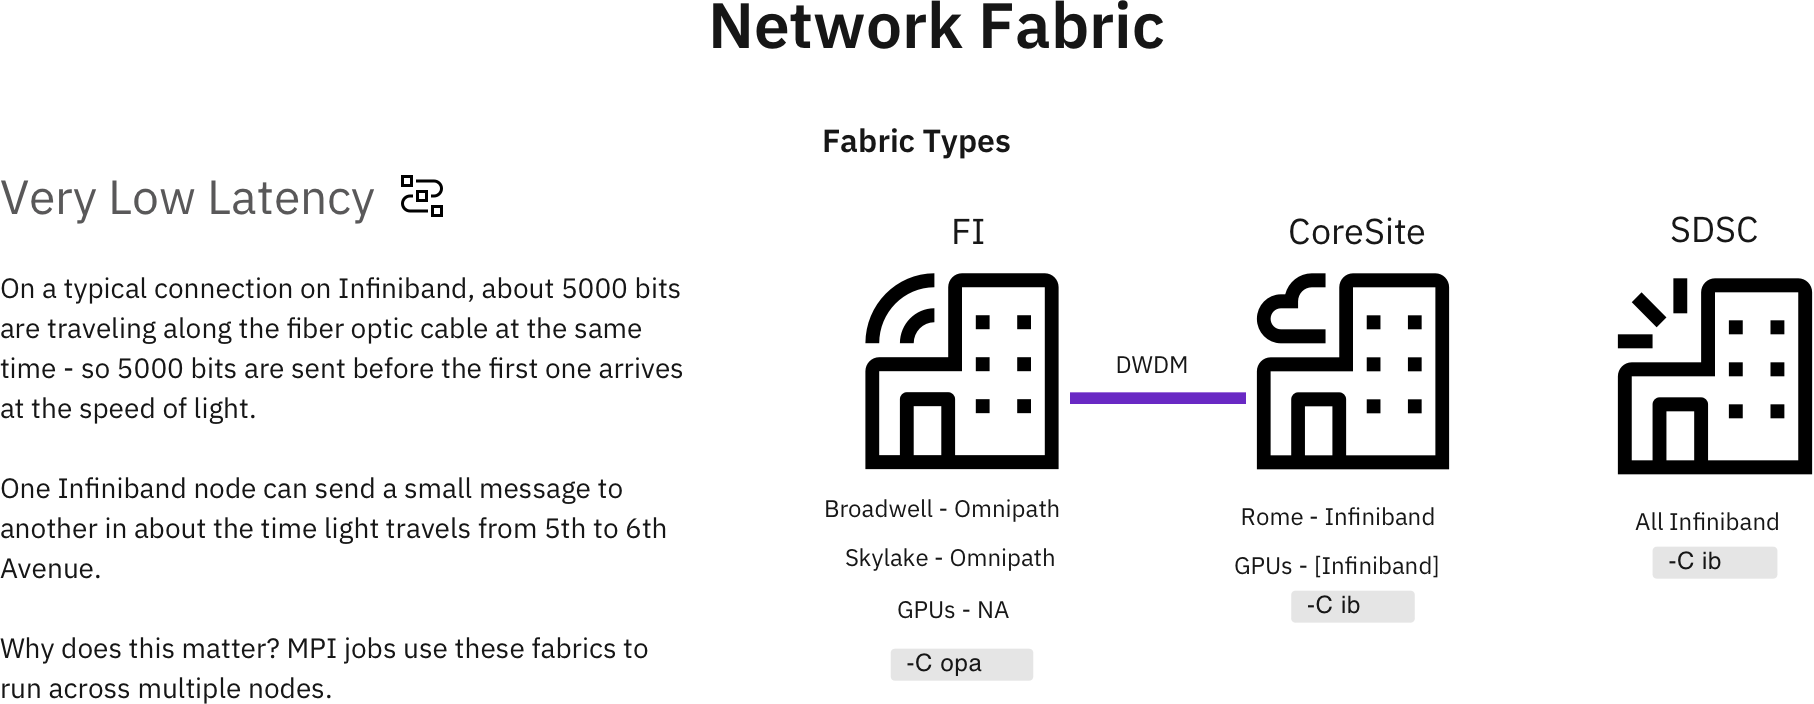 Network Fabric
Very Low Latency
On a typical connection on Infiniband, about 5000 bits
are traveling along the fiber optic cable at the same
time - so 5000 bits are sent before the first one arrives
at the speed of light.
One Infiniband node can send a small message to
another in about the time light travels from 5th to 6th
Avenue.
Why does this matter? MPI jobs use these fabrics to
run across multiple nodes.
Fabric Types
FI
Broadwell - Omnipath
Skylake - Omnipath
GPUs - NA
-C opa
DWDM
CoreSite
Rome - Infiniband
GPUs - [Infiniband]
-C ib
SDSC
All Infiniband
-C ib